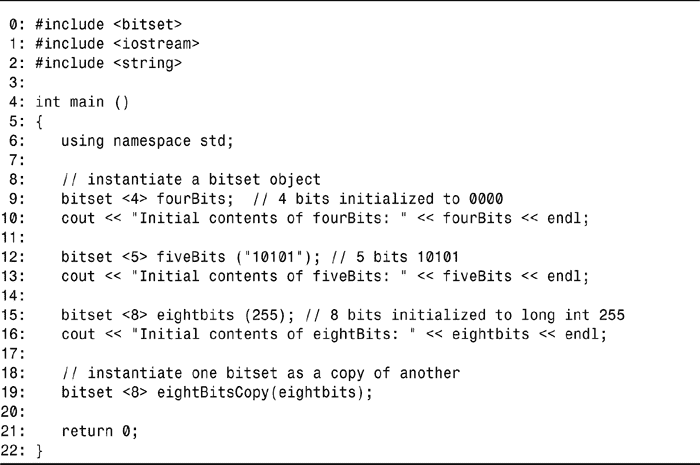 0: #include <bitset>
1: #include <iostream>
2: #include <string>
3:
4: int main ()
5: {
6:    using namespace std;
7:
8:    // instantiate a bitset object
9:    bitset <4> fourBits;  // 4 bits initialized to 0000
10:    cout << "Initial contents of fourBits: " << fourBits << endl;
11:
12:    bitset <5> fiveBits ("10101"); // 5 bits 10101
13:    cout << "Initial contents of fiveBits: " << fiveBits << endl;
14:
15:    bitset <8> eightbits (255); // 8 bits initialized to long int 255
16:    cout << "Initial contents of eightBits: " << eightbits << endl;
17:
18:    // instantiate one bitset as a copy of another
19:    bitset <8> eightBitsCopy(eightbits);
20:
21:    return 0;
22: }